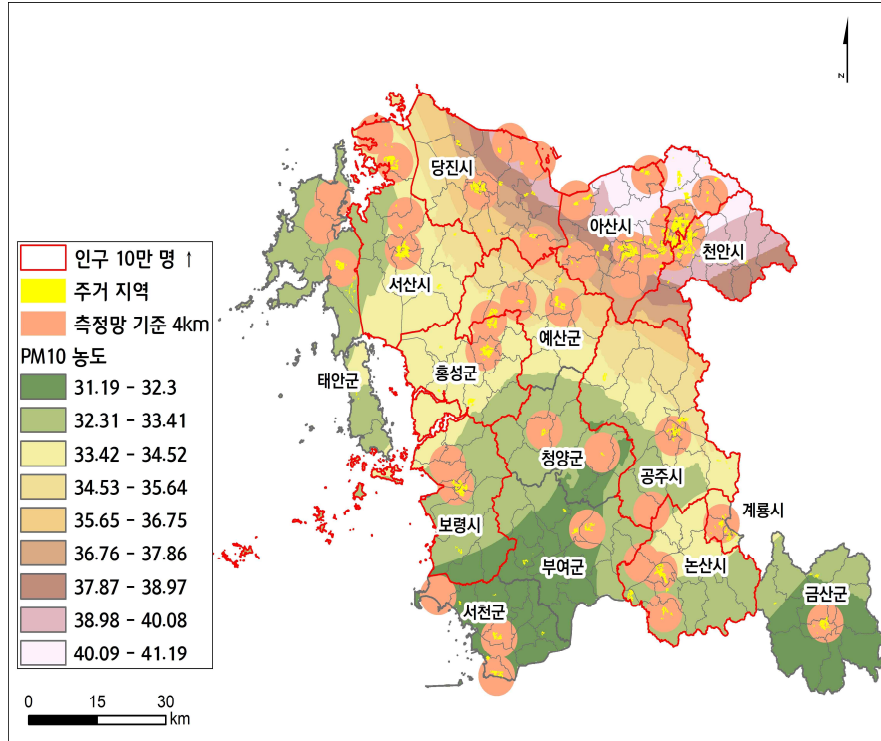 N
당진시
아산시
천안시
서산시
예산군
홍성군
태안군
청양군
공주시
계룡시
보령시
부여군
논산시
금산군
서천군
인구 10만 명 ↑
주거 지역
측정망 기준 4km
PM10 농도
31.19 - 32.3
32.31 - 33.41
33.42 - 34.52
34.53 - 35.64
35.65 - 36.75
36.76 - 37.86
37.87 - 38.97
38.98 - 40.08
40.09 - 41.19
0 15 30
km